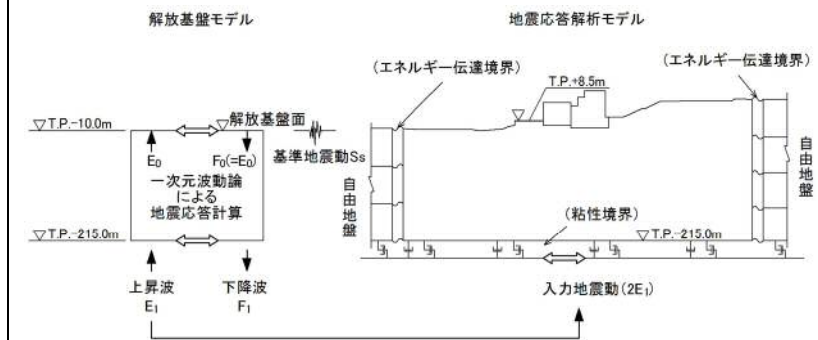 解放基盤モデル
▽T.P.-10.0m
解放基盤面
基準地震動Ss
E₀
F₀(=E₀)
一次元波動論
による
地震応答計算
▽T.P.-215.0m
上昇波
E₁
下降波
F₁
地震応答解析モデル
(エネルギー伝達境界)
(エネルギー伝達境界)
T.P.+8.5m
自由地盤
自由地盤
(粘性境界)
▽T.P.-215.0m
入力地震動(2E₁)